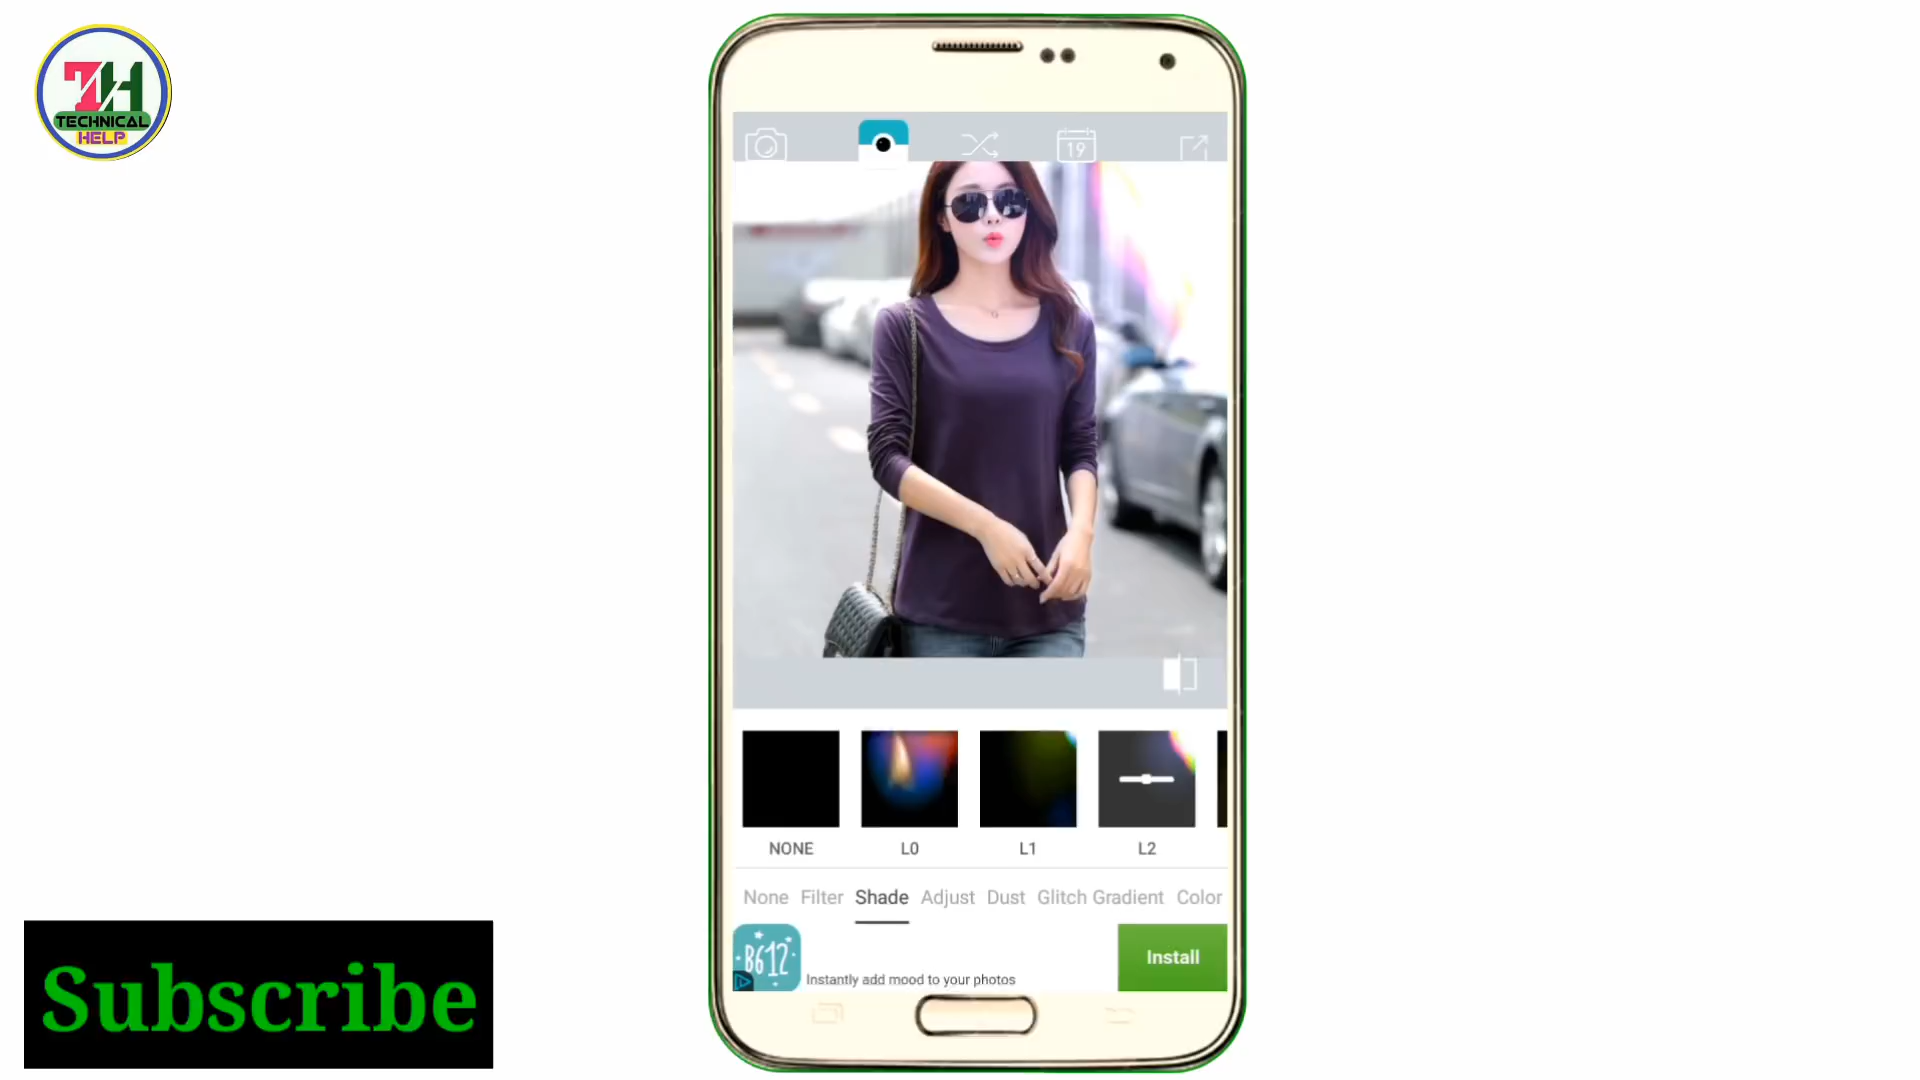 TH
TECHNICAL
HELP
19
NONE L0 L1 L2
None Filter Shade Adjust Dust Glitch Gradient Color
B612
Instantly add mood to your photos
Install
Subscribe